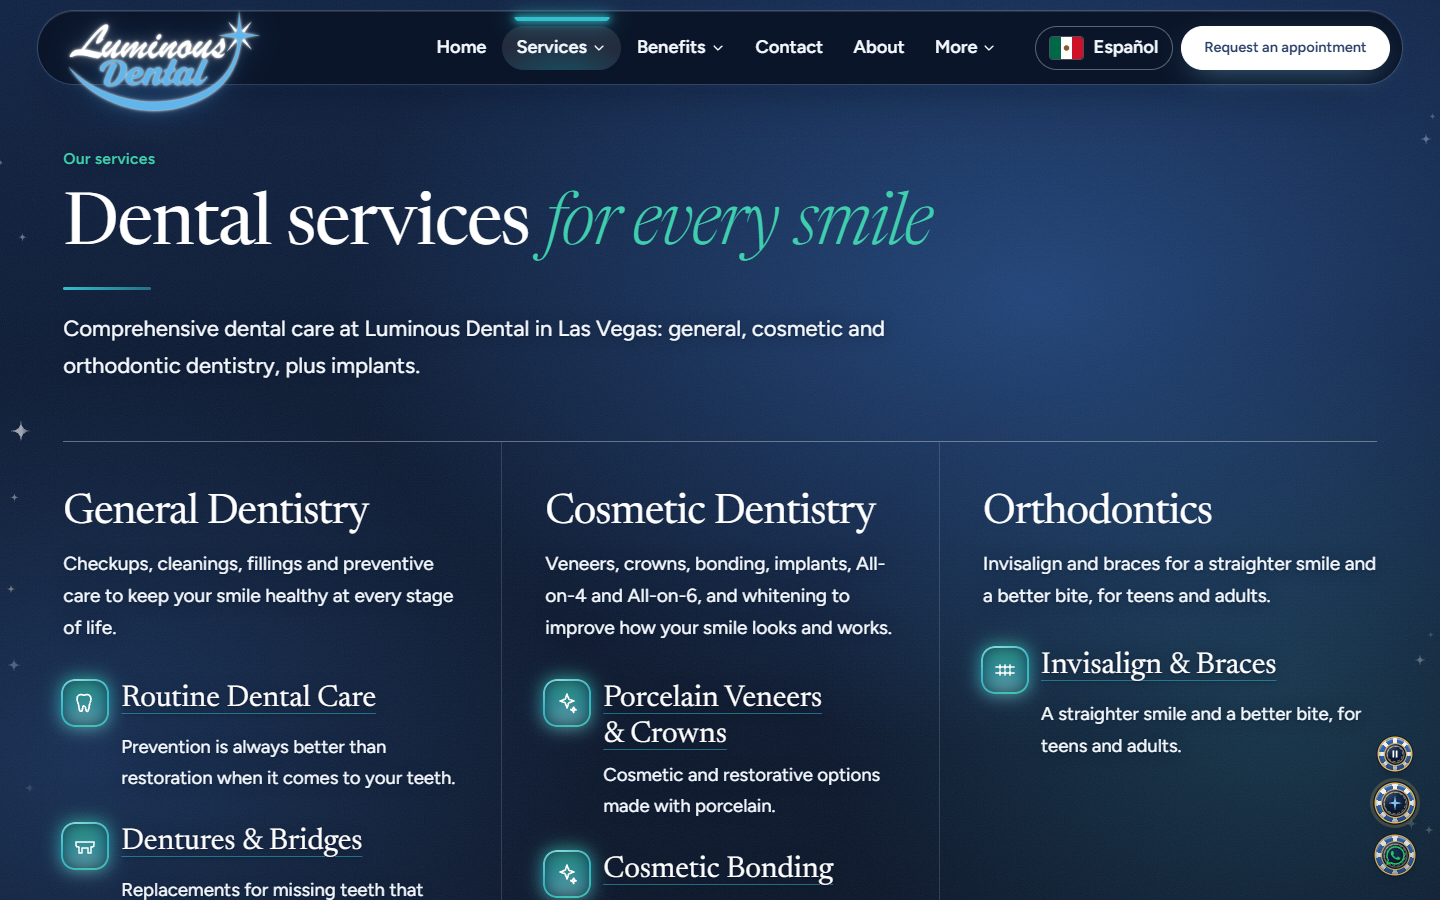 Luminous
Dental
Home
Services
Benefits
Contact
About
More
Español
Request an appointment
Our services
Dental services for every smile
Comprehensive dental care at Luminous Dental in Las Vegas: general, cosmetic and
orthodontic dentistry, plus implants.
General Dentistry
Checkups, cleanings, fillings and preventive
care to keep your smile healthy at every stage
of life.
Routine Dental Care
Prevention is always better than
restoration when it comes to your teeth.
Dentures & Bridges
Replacements for missing teeth that
Cosmetic Dentistry
Veneers, crowns, bonding, implants, All-
on-4 and All-on-6, and whitening to
improve how your smile looks and works.
Porcelain Veneers
& Crowns
Cosmetic and restorative options
made with porcelain.
Cosmetic Bonding
Orthodontics
Invisalign and braces for a straighter smile and
a better bite, for teens and adults.
Invisalign & Braces
A straighter smile and a better bite, for
teens and adults.